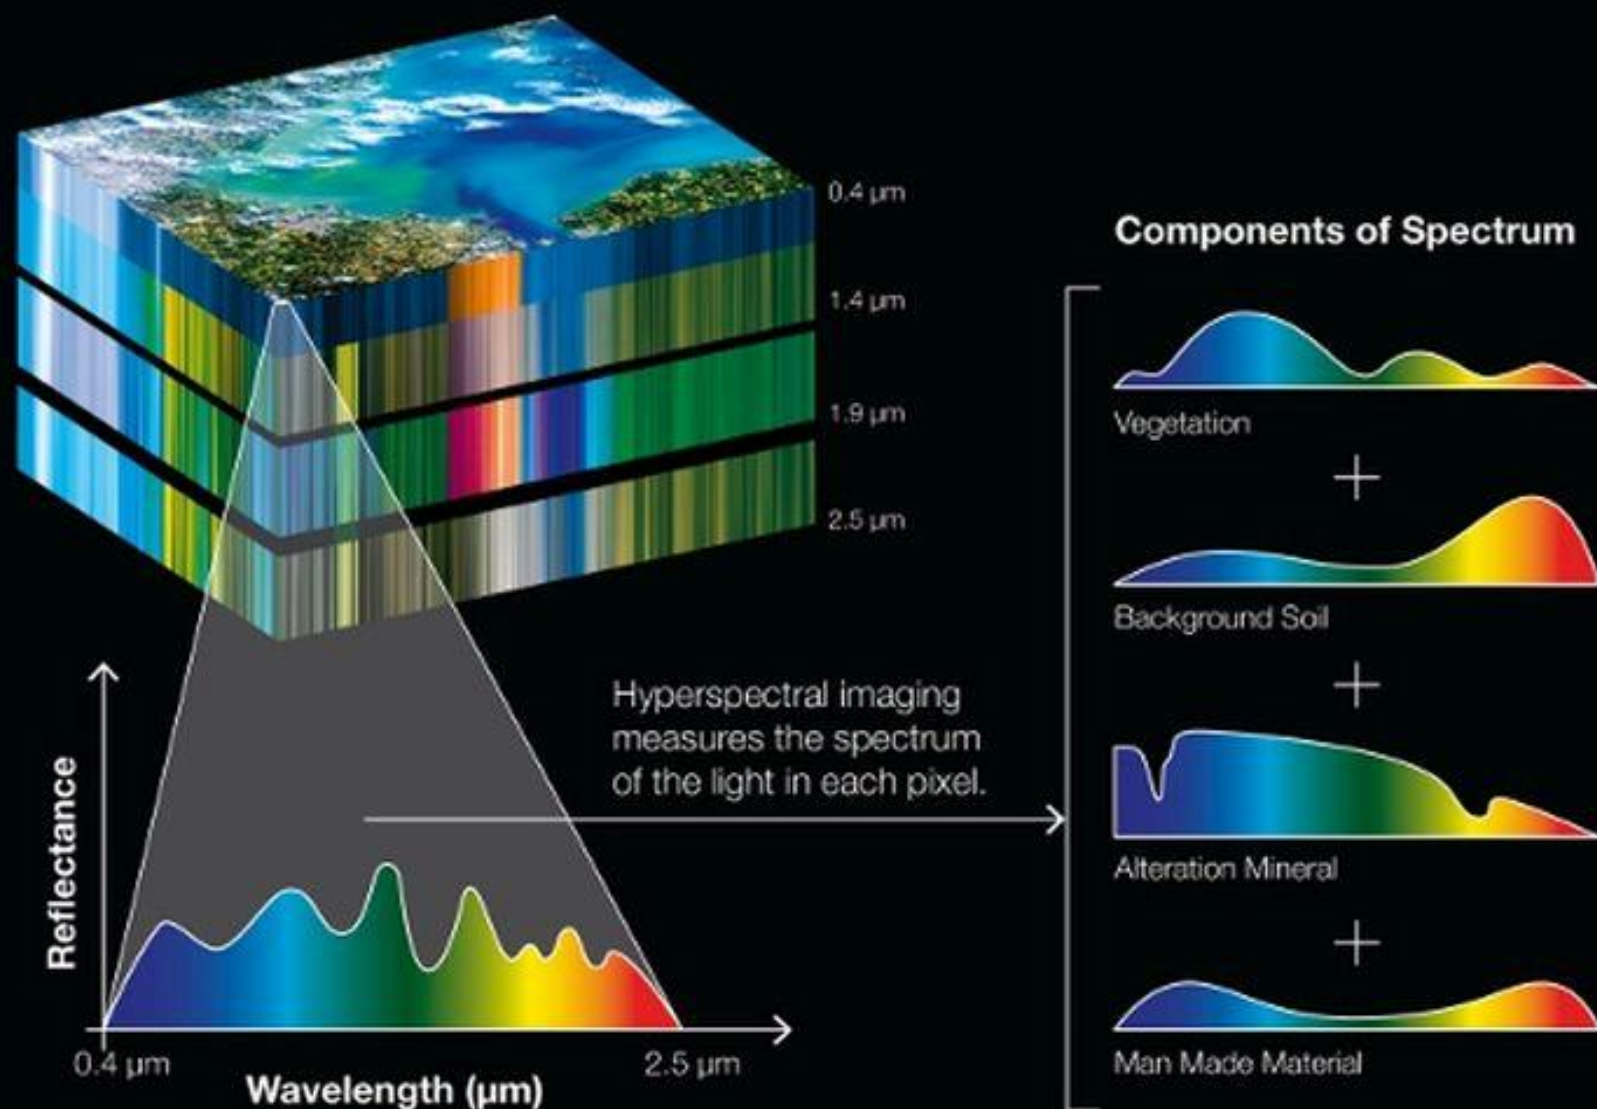 0.4 µm
1.4 µm
1.9 µm
2.5 µm
Components of Spectrum
Vegetation
+
Background Soil
+
Alteration Mineral
+
Man Made Material
Hyperspectral imaging
measures the spectrum
of the light in each pixel.
Reflectance
0.4 µm
2.5 µm
Wavelength (µm)